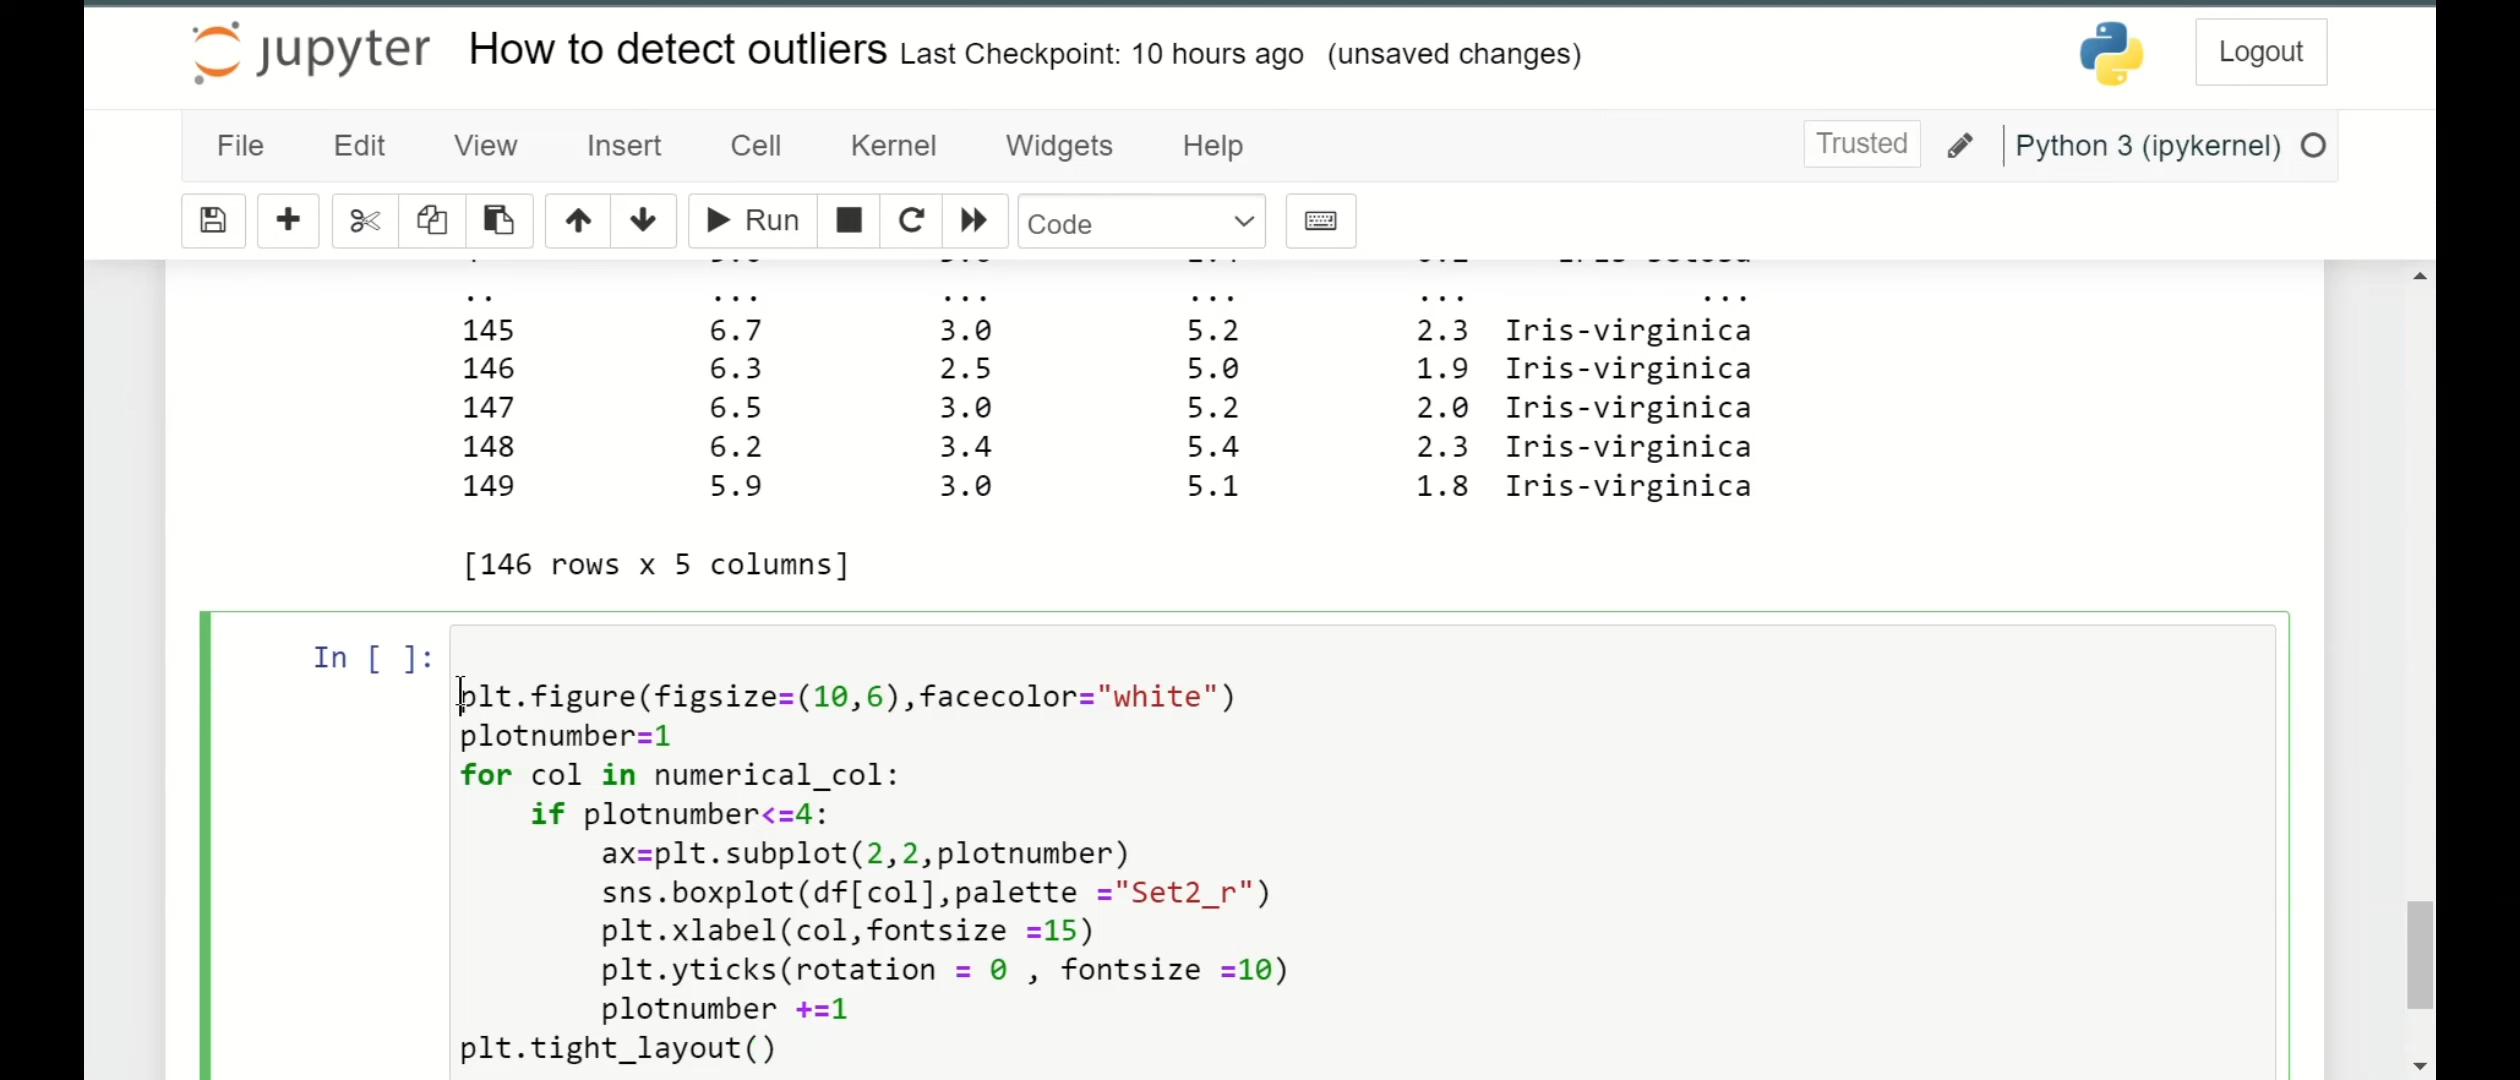 jupyter How to detect outliers Last Checkpoint: 10 hours ago (unsaved changes) Logout
File Edit View Insert Cell Kernel Widgets Help Trusted Python 3 (ipykernel)
Run Code
.. ... ... ... ... ...
145 6.7 3.0 5.2 2.3 Iris-virginica
146 6.3 2.5 5.0 1.9 Iris-virginica
147 6.5 3.0 5.2 2.0 Iris-virginica
148 6.2 3.4 5.4 2.3 Iris-virginica
149 5.9 3.0 5.1 1.8 Iris-virginica
[146 rows x 5 columns]
In [ ]:
plt.figure(figsize=(10,6),facecolor="white")
plotnumber=1
for col in numerical_col:
    if plotnumber<=4:
        ax=plt.subplot(2,2,plotnumber)
        sns.boxplot(df[col],palette ="Set2_r")
        plt.xlabel(col,fontsize =15)
        plt.yticks(rotation = 0 , fontsize =10)
        plotnumber +=1
plt.tight_layout()